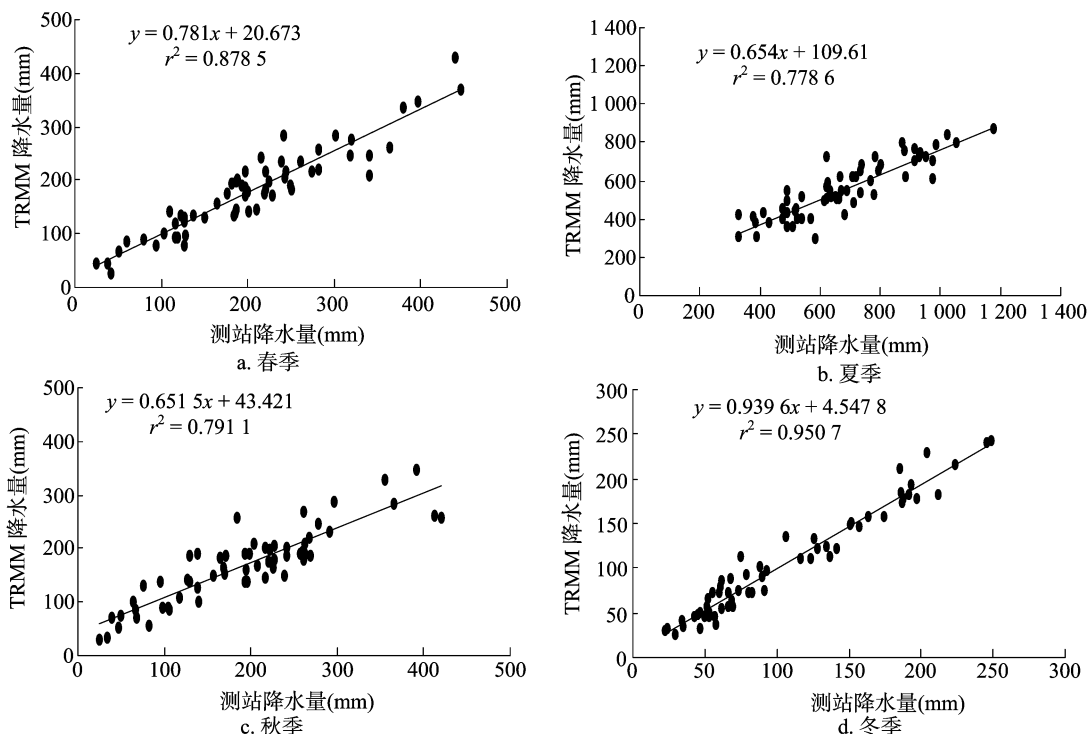 y = 0.781x + 20.673
r² = 0.878 5
TRMM 降水量(mm)
500
400
300
200
100
0
0 100 200 300 400 500
测站降水量(mm)
a. 春季
y = 0.654x + 109.61
r² = 0.778 6
TRMM 降水量(mm)
1 400
1 200
1 000
800
600
400
200
0
0 200 400 600 800 1 000 1 200 1 400
测站降水量(mm)
b. 夏季
y = 0.651 5x + 43.421
r² = 0.791 1
TRMM 降水量(mm)
500
400
300
200
100
0
0 100 200 300 400 500
测站降水量(mm)
c. 秋季
y = 0.939 6x + 4.547 8
r² = 0.950 7
TRMM 降水量(mm)
300
250
200
150
100
50
0
0 50 100 150 200 250 300
测站降水量(mm)
d. 冬季